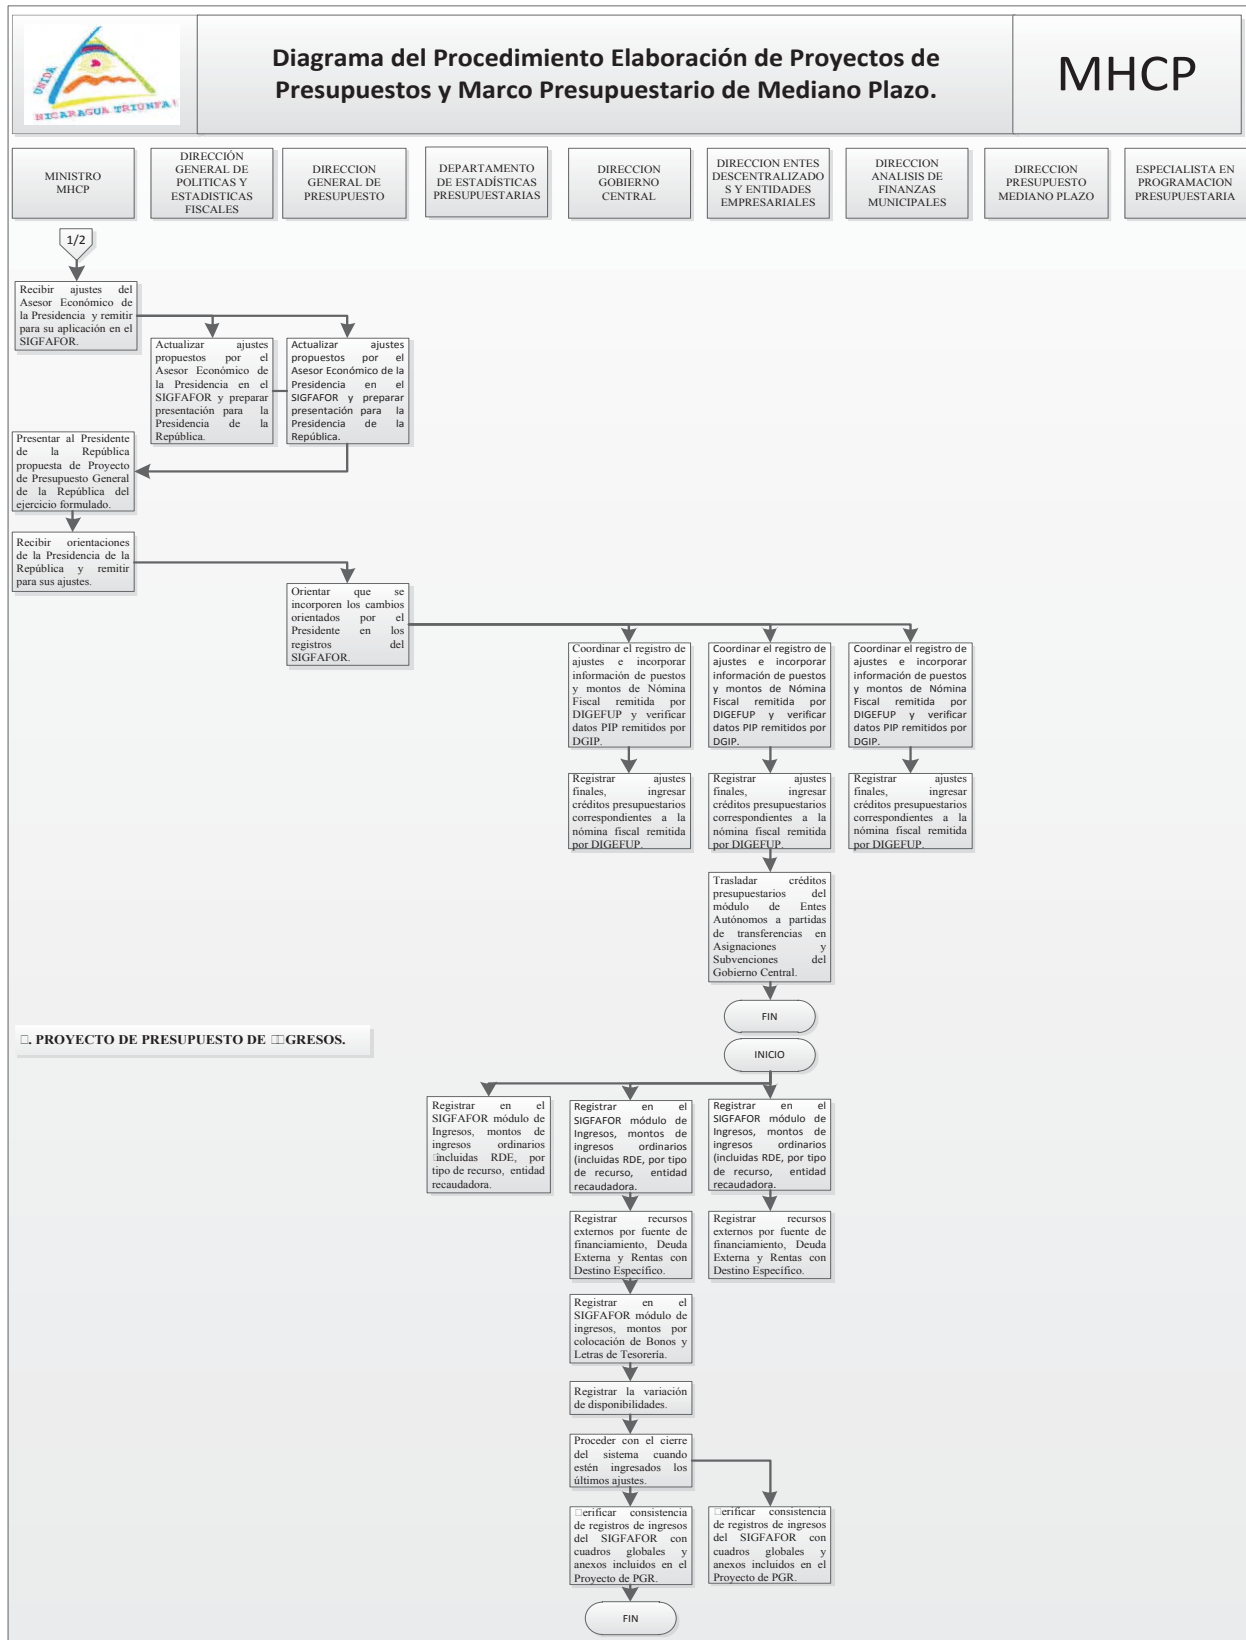 UNIDA
NICARAGUA TRIUNFA!
Diagrama del Procedimiento Elaboración de Proyectos de
Presupuestos y Marco Presupuestario de Mediano Plazo.
MHCP
MINISTRO
MHCP
DIRECCIÓN
GENERAL DE
POLITICAS Y
ESTADISTICAS
FISCALES
DIRECCION
GENERAL DE
PRESUPUESTO
DEPARTAMENTO
DE ESTADÍSTICAS
PRESUPUESTARIAS
DIRECCION
GOBIERNO
CENTRAL
DIRECCION ENTES
DESCENTRALIZADO
S Y ENTIDADES
EMPRESARIALES
DIRECCION
ANALISIS DE
FINANZAS
MUNICIPALES
DIRECCION
PRESUPUESTO
MEDIANO PLAZO
ESPECIALISTA EN
PROGRAMACION
PRESUPUESTARIA
1/2
Recibir ajustes del
Asesor Económico de
la Presidencia y remitir
para su aplicación en el
SIGFAFOR.
Actualizar ajustes
propuestos por el
Asesor Económico de
la Presidencia en el
SIGFAFOR y preparar
presentación para la
Presidencia de la
República.
Actualizar ajustes
propuestos por el
Asesor Económico de la
Presidencia en el
SIGFAFOR y preparar
presentación para la
Presidencia de la
República.
Presentar al Presidente
de la República
propuesta de Proyecto
de Presupuesto General
de la República del
ejercicio formulado.
Recibir orientaciones
de la Presidencia de la
República y remitir
para sus ajustes.
Orientar que se
incorporen los cambios
orientados por el
Presidente en los
registros del
SIGFAFOR.
Coordinar el registro de
ajustes e incorporar
información de puestos
y montos de Nómina
Fiscal remitida por
DIGEFUP y verificar
datos PIP remitidos por
DGIP.
Coordinar el registro de
ajustes e incorporar
información de puestos
y montos de Nómina
Fiscal remitida por
DIGEFUP y verificar
datos PIP remitidos por
DGIP.
Coordinar el registro de
ajustes e incorporar
información de puestos
y montos de Nómina
Fiscal remitida por
DIGEFUP y verificar
datos PIP remitidos por
DGIP.
Registrar ajustes
finales, ingresar
créditos presupuestarios
correspondientes a la
nómina fiscal remitida
por DIGEFUP.
Registrar ajustes
finales, ingresar
créditos presupuestarios
correspondientes a la
nómina fiscal remitida
por DIGEFUP.
Registrar ajustes
finales, ingresar
créditos presupuestarios
correspondientes a la
nómina fiscal remitida
por DIGEFUP.
Trasladar créditos
presupuestarios del
módulo de Entes
Autónomos a partidas
de transferencias en
Asignaciones y
Subvenciones del
Gobierno Central.
FIN
□. PROYECTO DE PRESUPUESTO DE □□GRESOS.
INICIO
Registrar en el
SIGFAFOR módulo de
Ingresos, montos de
ingresos ordinarios
□incluidas RDE, por
tipo de recurso, entidad
recaudadora.
Registrar en el
SIGFAFOR módulo de
Ingresos, montos de
ingresos ordinarios
(incluidas RDE, por tipo
de recurso, entidad
recaudadora.
Registrar en el
SIGFAFOR módulo de
Ingresos, montos de
ingresos ordinarios
(incluidas RDE, por tipo
de recurso, entidad
recaudadora.
Registrar recursos
externos por fuente de
financiamiento, Deuda
Externa y Rentas con
Destino Específico.
Registrar recursos
externos por fuente de
financiamiento, Deuda
Externa y Rentas con
Destino Específico.
Registrar en el
SIGFAFOR módulo de
ingresos, montos por
colocación de Bonos y
Letras de Tesorería.
Registrar la variación
de disponibilidades.
Proceder con el cierre
del sistema cuando
estén ingresados los
últimos ajustes.
□erificar consistencia
de registros de ingresos
del SIGFAFOR con
cuadros globales y
anexos incluidos en el
Proyecto de PGR.
□erificar consistencia
de registros de ingresos
del SIGFAFOR con
cuadros globales y
anexos incluidos en el
Proyecto de PGR.
FIN